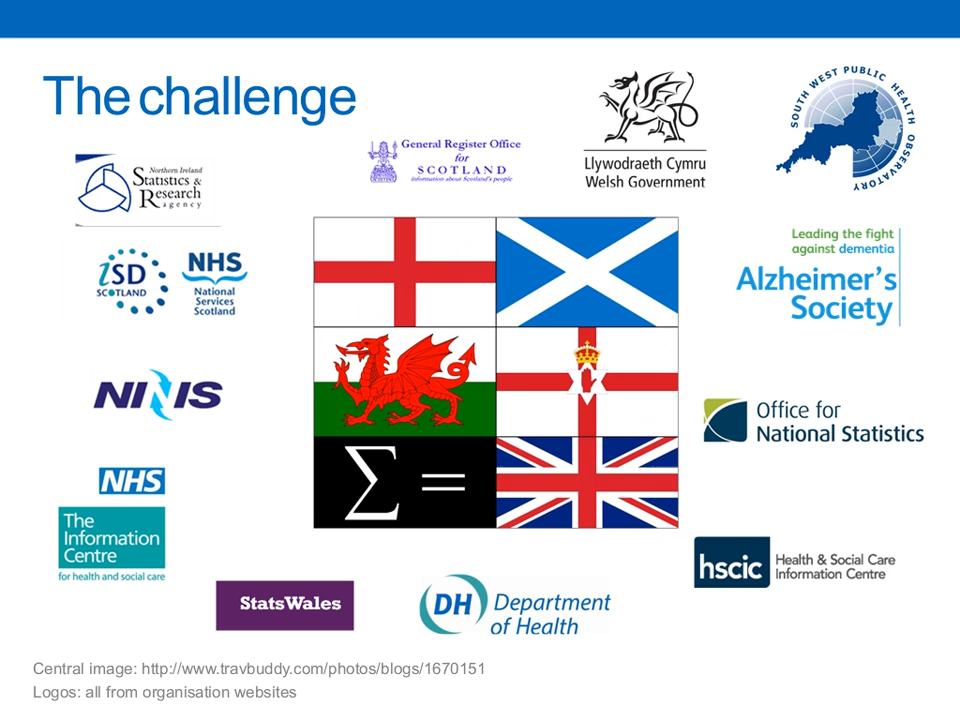 The challenge
Northern Ireland
Statistics &
Research
agency
General Register Office
for
SCOTLAND
information about Scotland's people
Llywodraeth Cymru
Welsh Government
SOUTH WEST PUBLIC HEALTH OBSERVATORY
iSD
SCOTLAND
NHS
National
Services
Scotland
Leading the fight
against dementia
Alzheimer's
Society
NINIS
Office for
National Statistics
Σ =
NHS
The
Information
Centre
for health and social care
hscic
Health & Social Care
Information Centre
StatsWales
DH
Department
of Health
Central image: http://www.travbuddy.com/photos/blogs/1670151
Logos: all from organisation websites